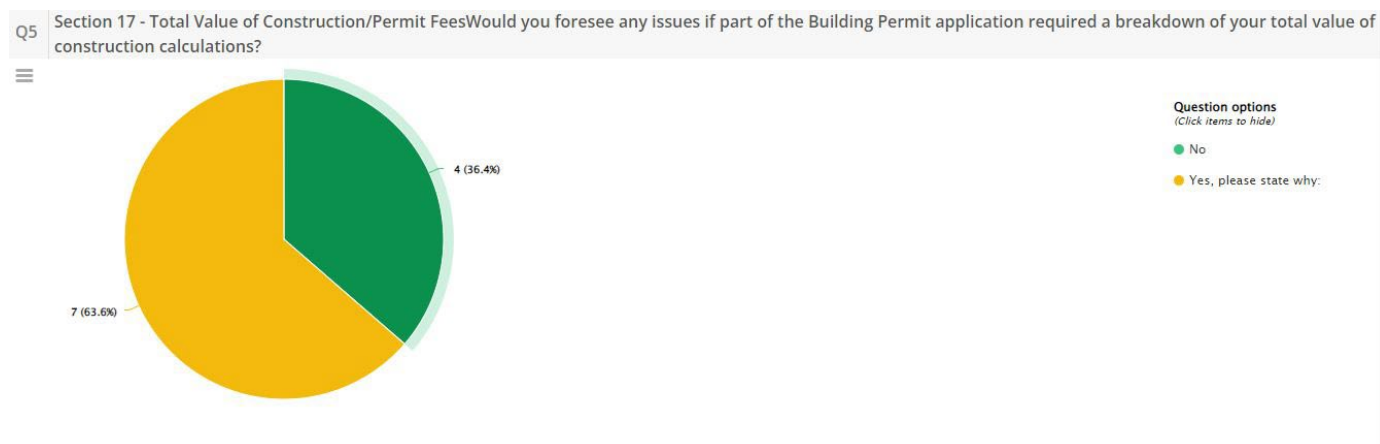 Q5
Section 17 - Total Value of Construction/Permit FeesWould you foresee any issues if part of the Building Permit application required a breakdown of your total value of
construction calculations?
Question options
(Click items to hide)
No
4 (36.4%)
Yes, please state why:
7 (63.6%)